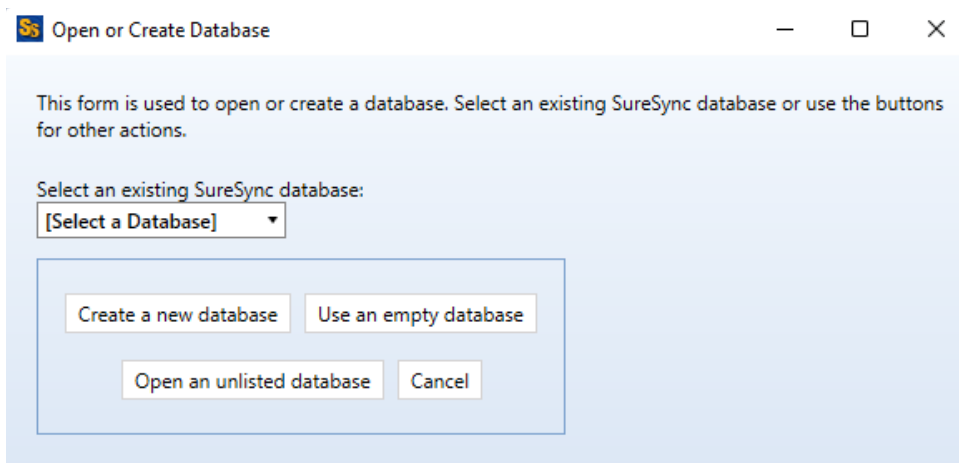 Ss Open or Create Database
This form is used to open or create a database. Select an existing SureSync database or use the buttons
for other actions.
Select an existing SureSync database:
[Select a Database]
Create a new database Use an empty database
Open an unlisted database Cancel